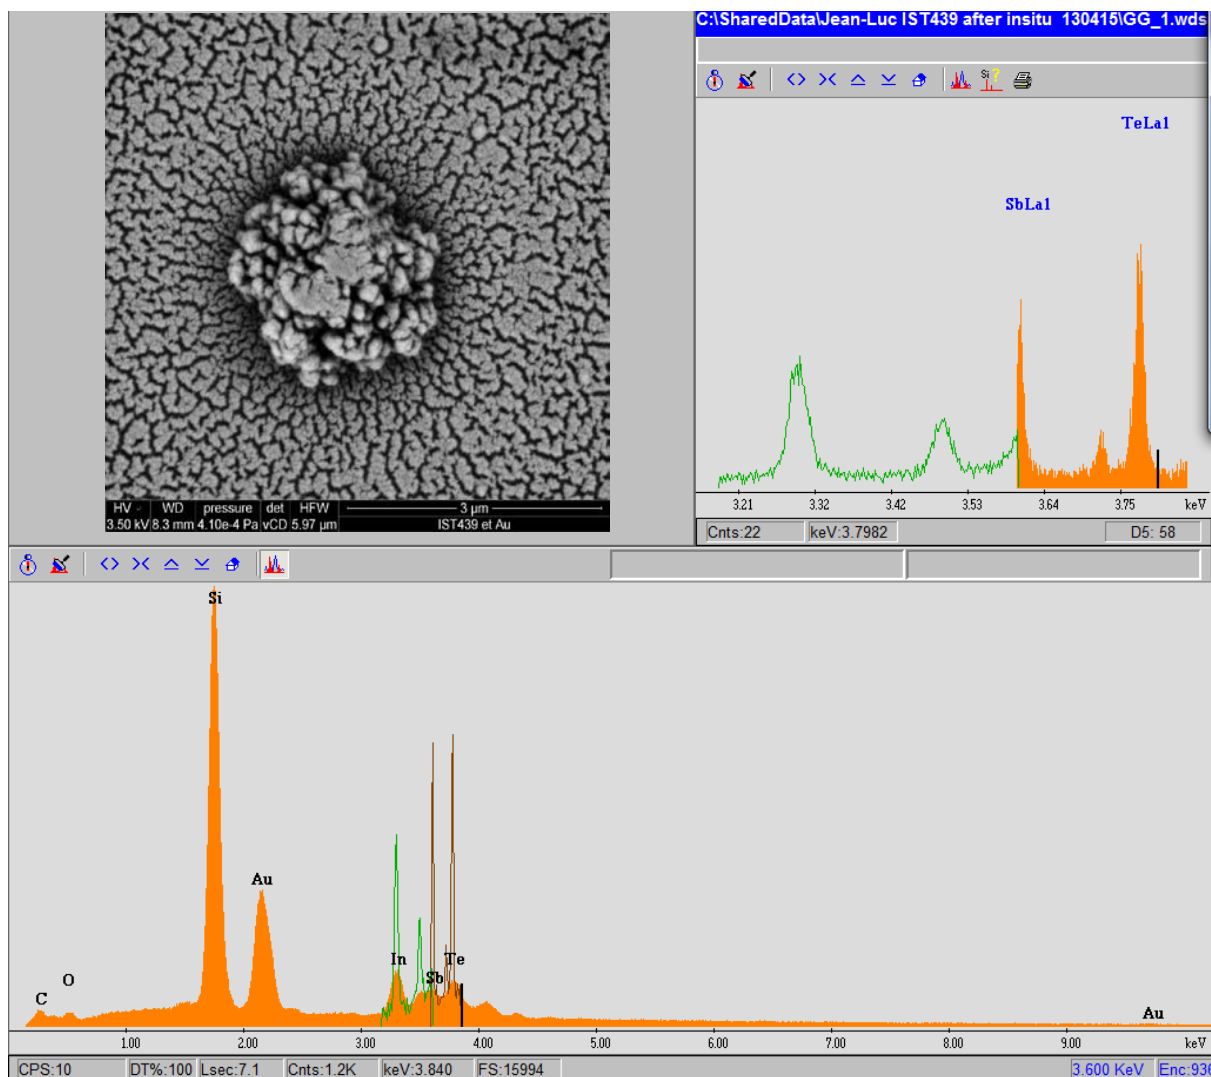 C:\SharedData\Jean-Luc IST439 after insitu 130415\GG_1.wds
Si ?
TeLa1
SbLa1
3.21 3.32 3.42 3.53 3.64 3.75 keV
Cnts:22 keV:3.7982 D5: 58
HV WD pressure det HFW 3 µm
3.50 kV 8.3 mm 4.10e-4 Pa vCD 5.97 µm IST439 et Au
Si
Au
In
Sb
Te
O
C
Au
1.00 2.00 3.00 4.00 5.00 6.00 7.00 8.00 9.00 keV
CPS:10 DT%:100 Lsec:7.1 Cnts:1.2K keV:3.840 FS:15994 3.600 KeV Enc:936